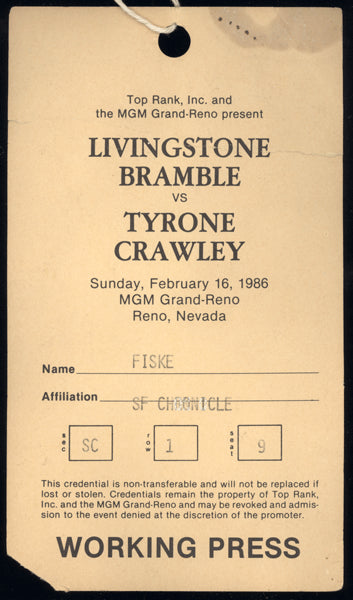 Top Rank, Inc. and
the MGM Grand-Reno present
LIVINGSTONE
BRAMBLE
VS
TYRONE
CRAWLEY
Sunday, February 16, 1986
MGM Grand-Reno
Reno, Nevada
Name FISKE
Affiliation SF CHRONICLE
sec SC row 1 seat 9
This credential is non-transferable and will not be replaced if
lost or stolen. Credentials remain the property of Top Rank,
Inc. and the MGM Grand-Reno and may be revoked and admis-
sion to the event denied at the discretion of the promoter.
WORKING PRESS